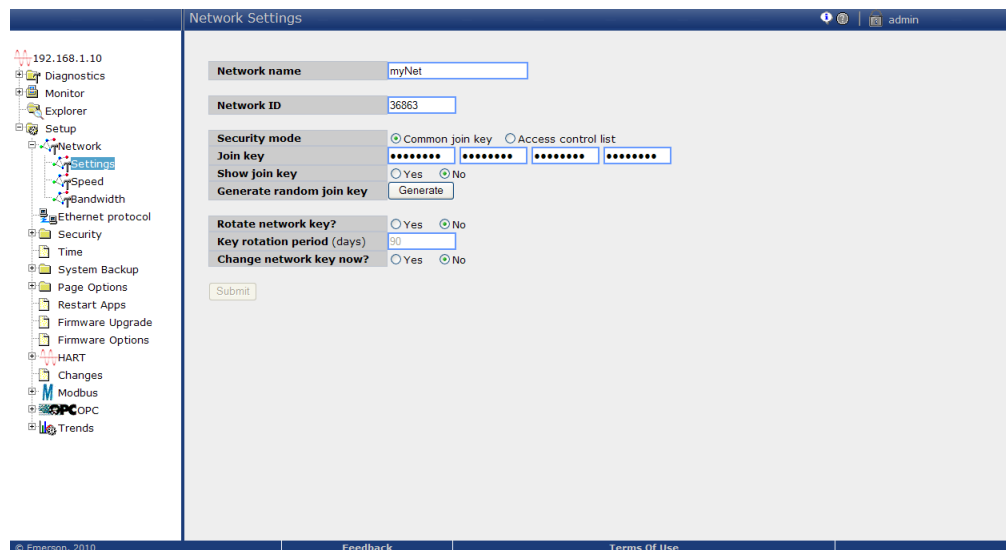 Network Settings
admin
192.168.1.10
Diagnostics
Monitor
Explorer
Setup
Network
Settings
Speed
Bandwidth
Ethernet protocol
Security
Time
System Backup
Page Options
Restart Apps
Firmware Upgrade
Firmware Options
HART
Changes
M Modbus
OPC OPC
Trends
Network name myNet
Network ID 36863
Security mode Common join key Access control list
Join key •••••••• •••••••• •••••••• ••••••••
Show join key Yes No
Generate random join key Generate
Rotate network key? Yes No
Key rotation period (days) 90
Change network key now? Yes No
Submit
© Emerson, 2010 Feedback Terms Of Use